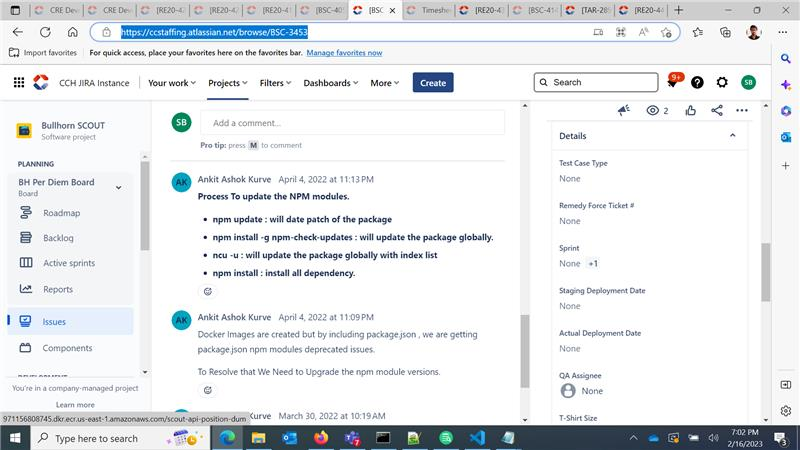 CRE Dev
CRE Dev
[RE20-42
[RE20-42
[RE20-41
[BSC-405
[BSC
Timeshe
[RE20-43
[BSC-414
[TAR-285
[RE20-44
https://ccstaffing.atlassian.net/browse/BSC-3453
Import favorites
For quick access, place your favorites here on the favorites bar. Manage favorites now
CCH JIRA Instance
Your work
Projects
Filters
Dashboards
More
Create
Search
9+
SB
Bullhorn SCOUT
Software project
PLANNING
BH Per Diem Board
Board
Roadmap
Backlog
Active sprints
Reports
Issues
Components
You're in a company-managed project
Learn more
SB
Add a comment...
Pro tip: press M to comment
AK
Ankit Ashok Kurve April 4, 2022 at 11:13 PM
Process To update the NPM modules.
• npm update : will date patch of the package
• npm install -g npm-check-updates : will update the package globally.
• ncu -u : will update the package globally with index list
• npm install : install all dependency.
AK
Ankit Ashok Kurve April 4, 2022 at 11:09 PM
Docker Images are created but by including package.json , we are getting
package.json npm modules deprecated issues.
To Resolve that We Need to Upgrade the npm module versions.
Kurve March 30, 2022 at 10:19 AM
2
Details
Test Case Type
None
Remedy Force Ticket #
None
Sprint
None +1
Staging Deployment Date
None
Actual Deployment Date
None
QA Assignee
None
T-Shirt Size
971156808745.dkr.ecr.us-east-1.amazonaws.com/scout-api-position-dum
Type here to search
7:02 PM
2/16/2023